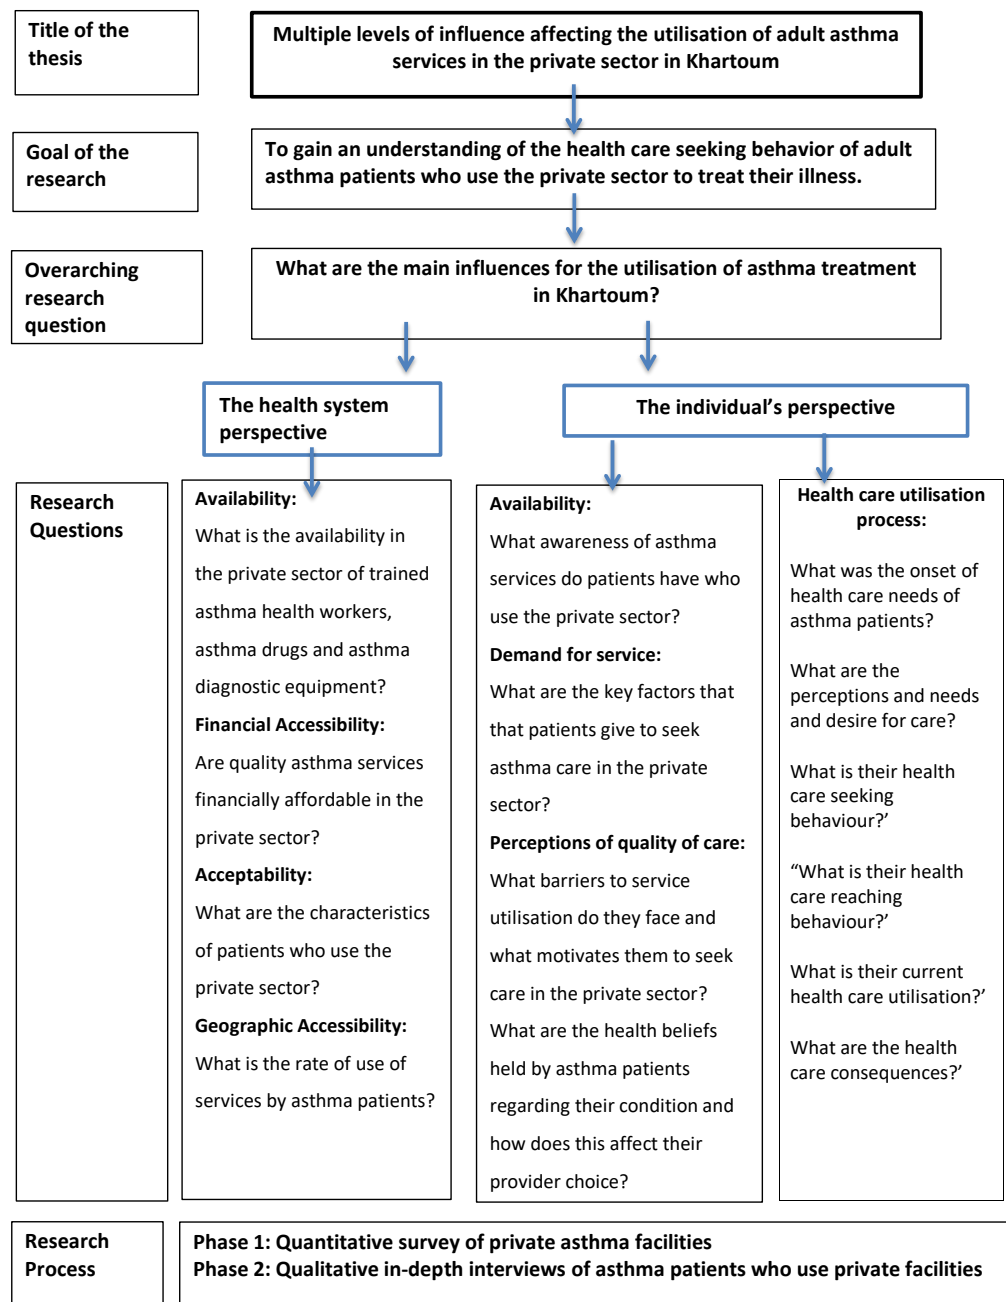 Title of the
thesis
Multiple levels of influence affecting the utilisation of adult asthma
services in the private sector in Khartoum
Goal of the
research
To gain an understanding of the health care seeking behavior of adult
asthma patients who use the private sector to treat their illness.
Overarching
research
question
What are the main influences for the utilisation of asthma treatment
in Khartoum?
The health system
perspective
The individual’s perspective
Research
Questions
Availability:
What is the availability in
the private sector of trained
asthma health workers,
asthma drugs and asthma
diagnostic equipment?
Financial Accessibility:
Are quality asthma services
financially affordable in the
private sector?
Acceptability:
What are the characteristics
of patients who use the
private sector?
Geographic Accessibility:
What is the rate of use of
services by asthma patients?
Availability:
What awareness of asthma
services do patients have who
use the private sector?
Demand for service:
What are the key factors that
that patients give to seek
asthma care in the private
sector?
Perceptions of quality of care:
What barriers to service
utilisation do they face and
what motivates them to seek
care in the private sector?
What are the health beliefs
held by asthma patients
regarding their condition and
how does this affect their
provider choice?
Health care utilisation
process:
What was the onset of
health care needs of
asthma patients?
What are the
perceptions and needs
and desire for care?
What is their health
care seeking
behaviour?’
“What is their health
care reaching
behaviour?’
What is their current
health care utilisation?’
What are the health
care consequences?’
Research
Process
Phase 1: Quantitative survey of private asthma facilities
Phase 2: Qualitative in-depth interviews of asthma patients who use private facilities